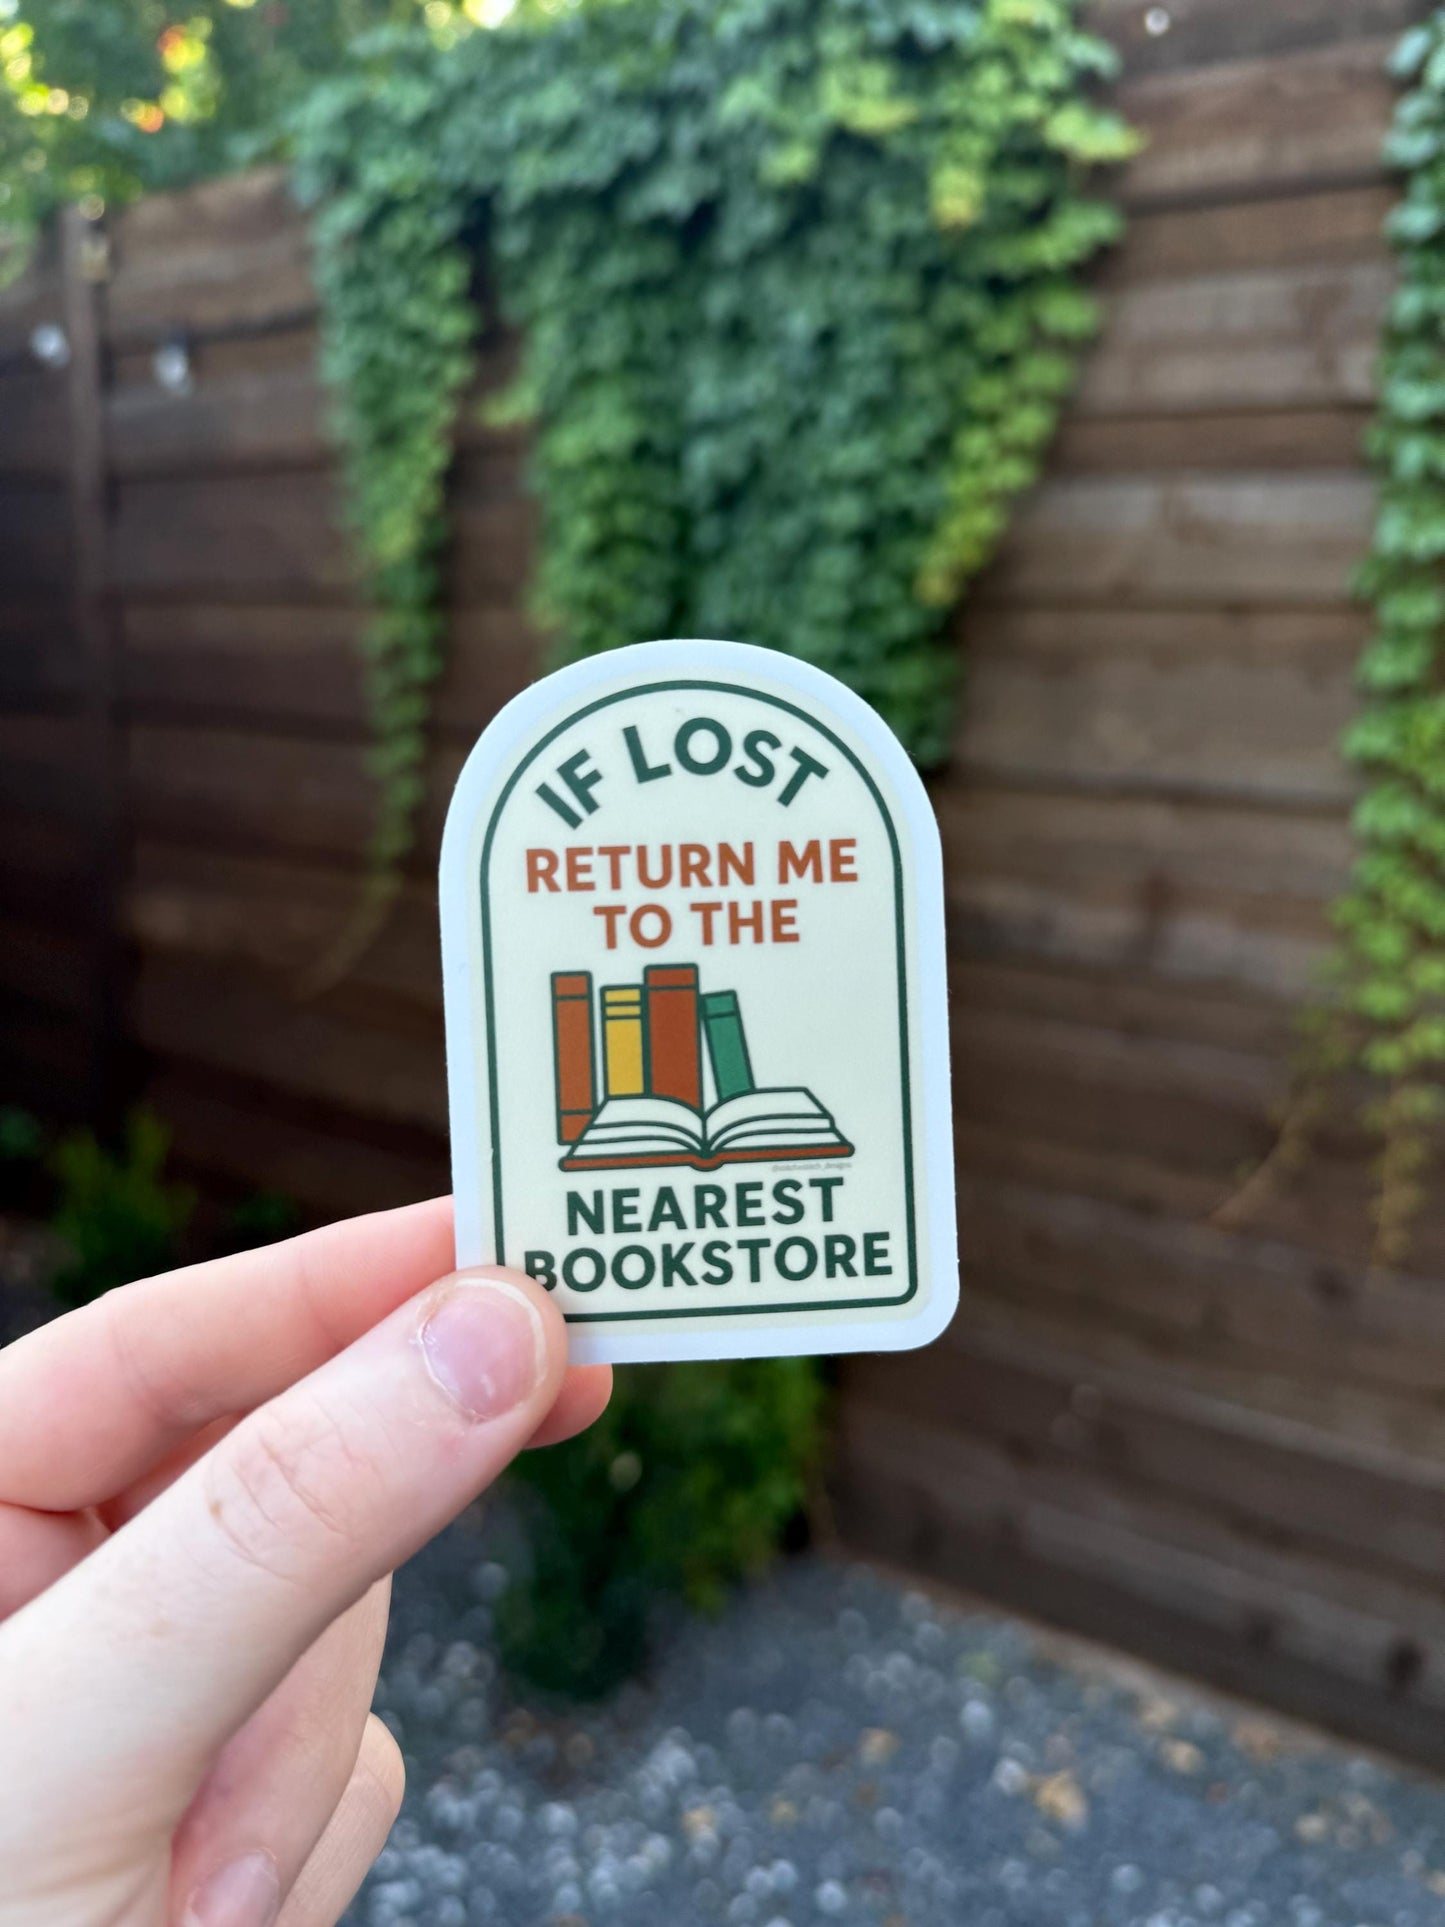 IF LOST
RETURN ME
TO THE
NEAREST
BOOKSTORE